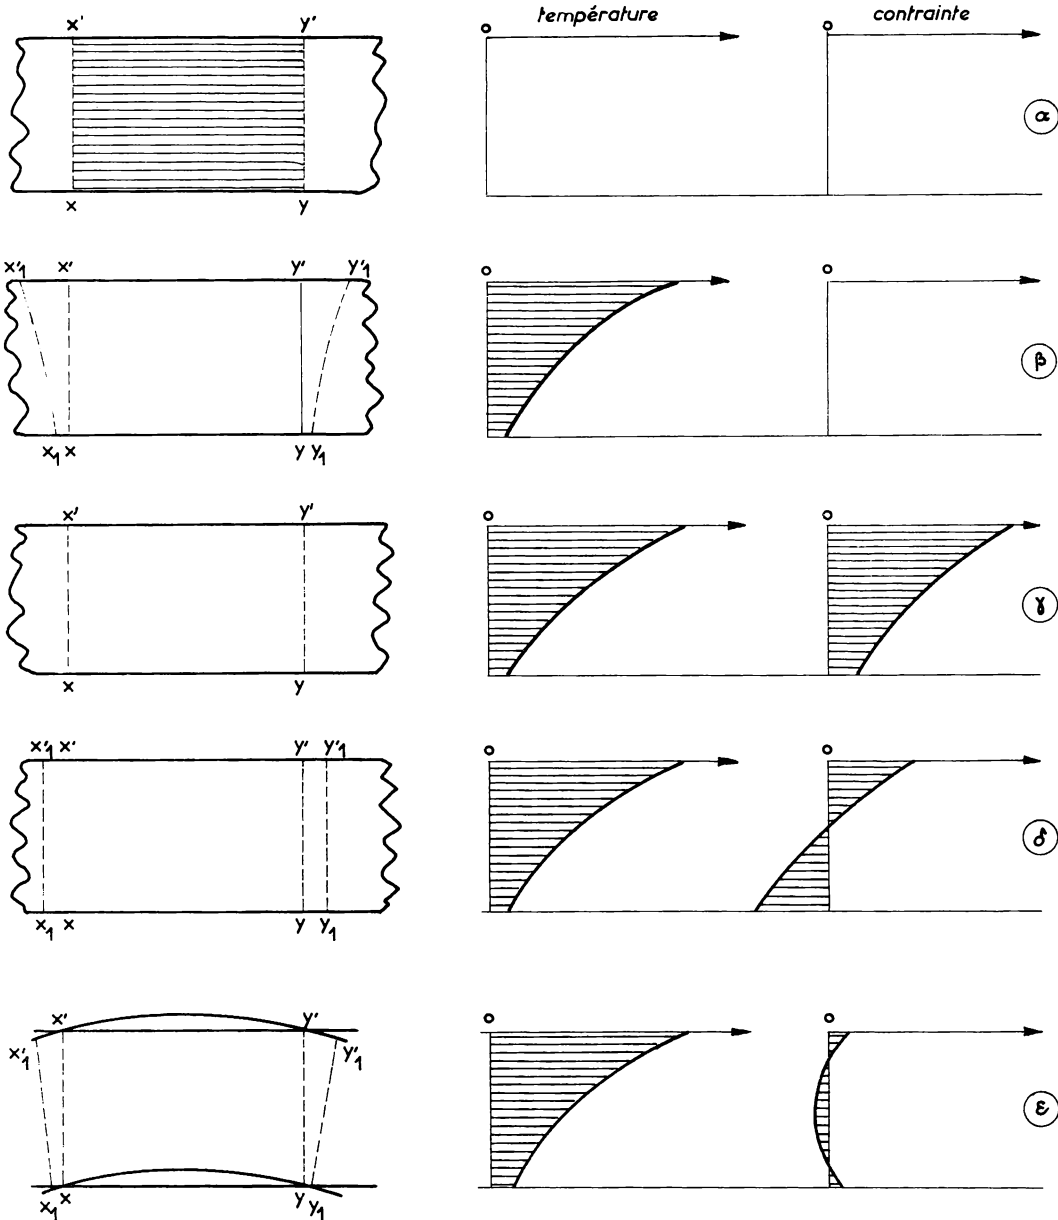 température contrainte
x' y' o o
α
x y
x'₁ x' y' y'₁ o o
β
x₁ x y y₁
x' y' o o
γ
x y
x'₁ x' y' y'₁ o o
δ
x₁ x y y₁
x' y' o o
x'₁ y'₁
ε
x₁ x y y₁